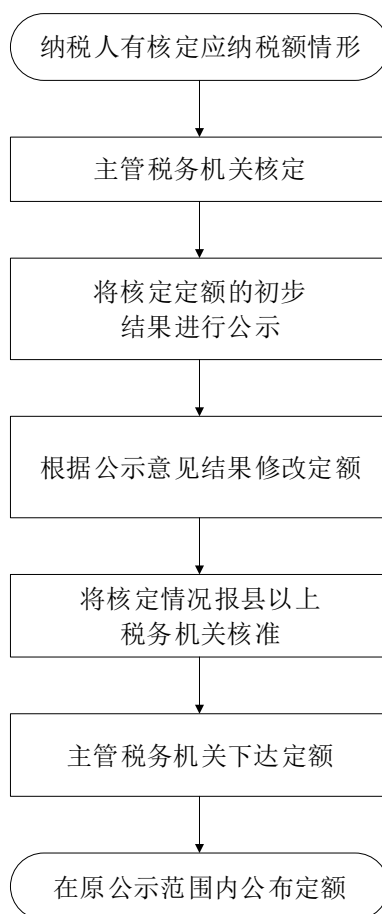 纳税人有核定应纳税额情形
主管税务机关核定
将核定定额的初步
结果进行公示
根据公示意见结果修改定额
将核定情况报县以上
税务机关核准
主管税务机关下达定额
在原公示范围内公布定额